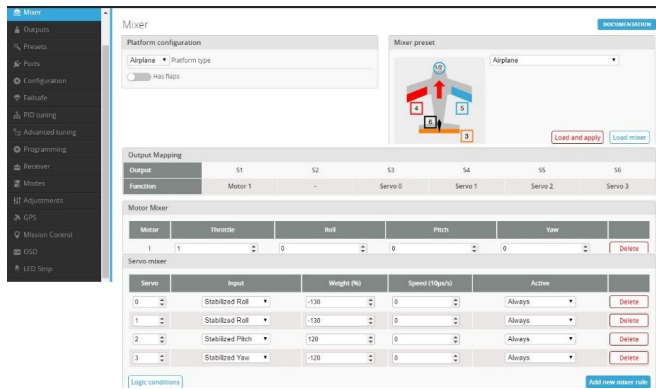 Mixer
Outputs
Presets
Ports
Configuration
Failsafe
PID tuning
Advanced tuning
Programming
Receiver
Modes
Adjustments
GPS
Mission Control
OSD
LED Strip
Mixer
DOCUMENTATION
Platform configuration
Airplane Platform type
Has flaps
Mixer preset
Airplane
1/2
4
5
6
3
Load and apply
Load mixer
Output Mapping
Output S1 S2 S3 S4 S5 S6
Function Motor 1 - Servo 0 Servo 1 Servo 2 Servo 3
Motor Mixer
Motor Throttle Roll Pitch Yaw
1 1 0 0 0 Delete
Servo mixer
Servo Input Weight (%) Speed (10µs/s) Active
0 Stabilized Roll -130 0 Always Delete
1 Stabilized Roll -130 0 Always Delete
2 Stabilized Pitch 120 0 Always Delete
3 Stabilized Yaw -120 0 Always Delete
Logic conditions
Add new mixer rule